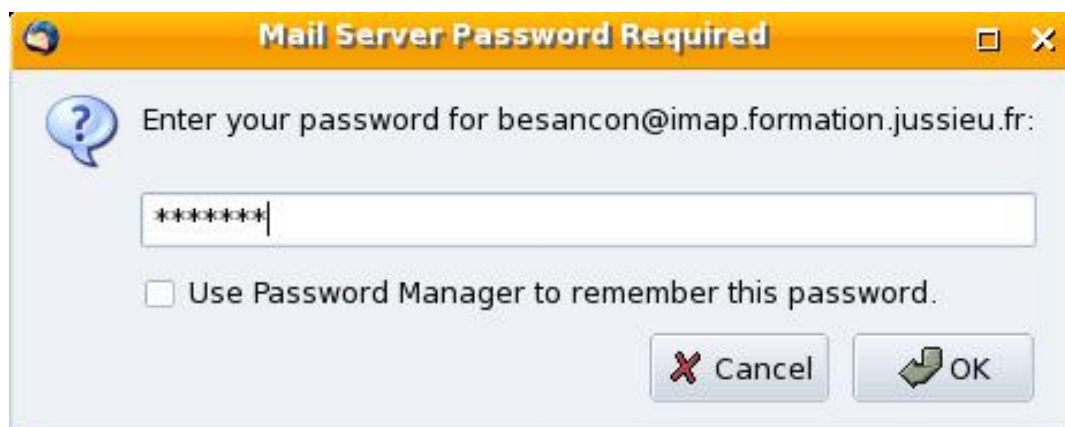 Mail Server Password Required
Enter your password for besancon@imap.formation.jussieu.fr:
*******
Use Password Manager to remember this password.
Cancel OK